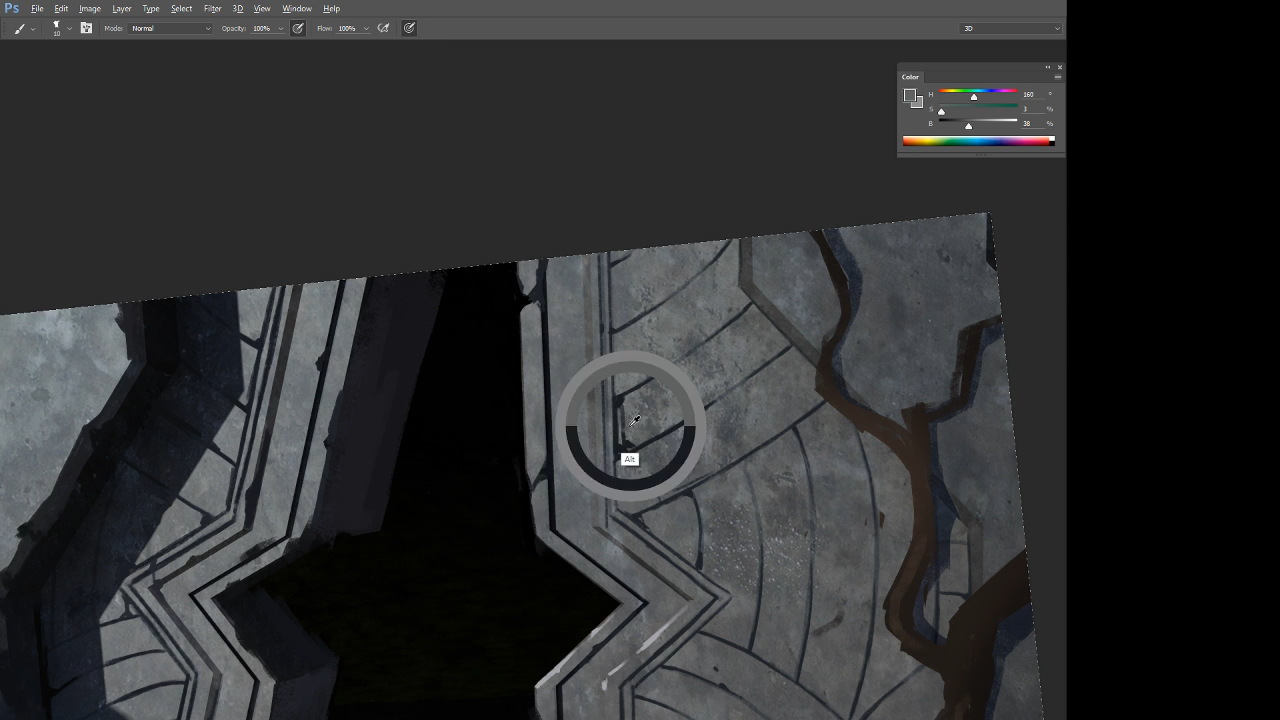 Ps File Edit Image Layer Type Select Filter 3D View Window Help
10 Mode: Normal Opacity: 100% Flow: 100% 3D
Color
H 160 °
S 3 %
B 38 %
Alt